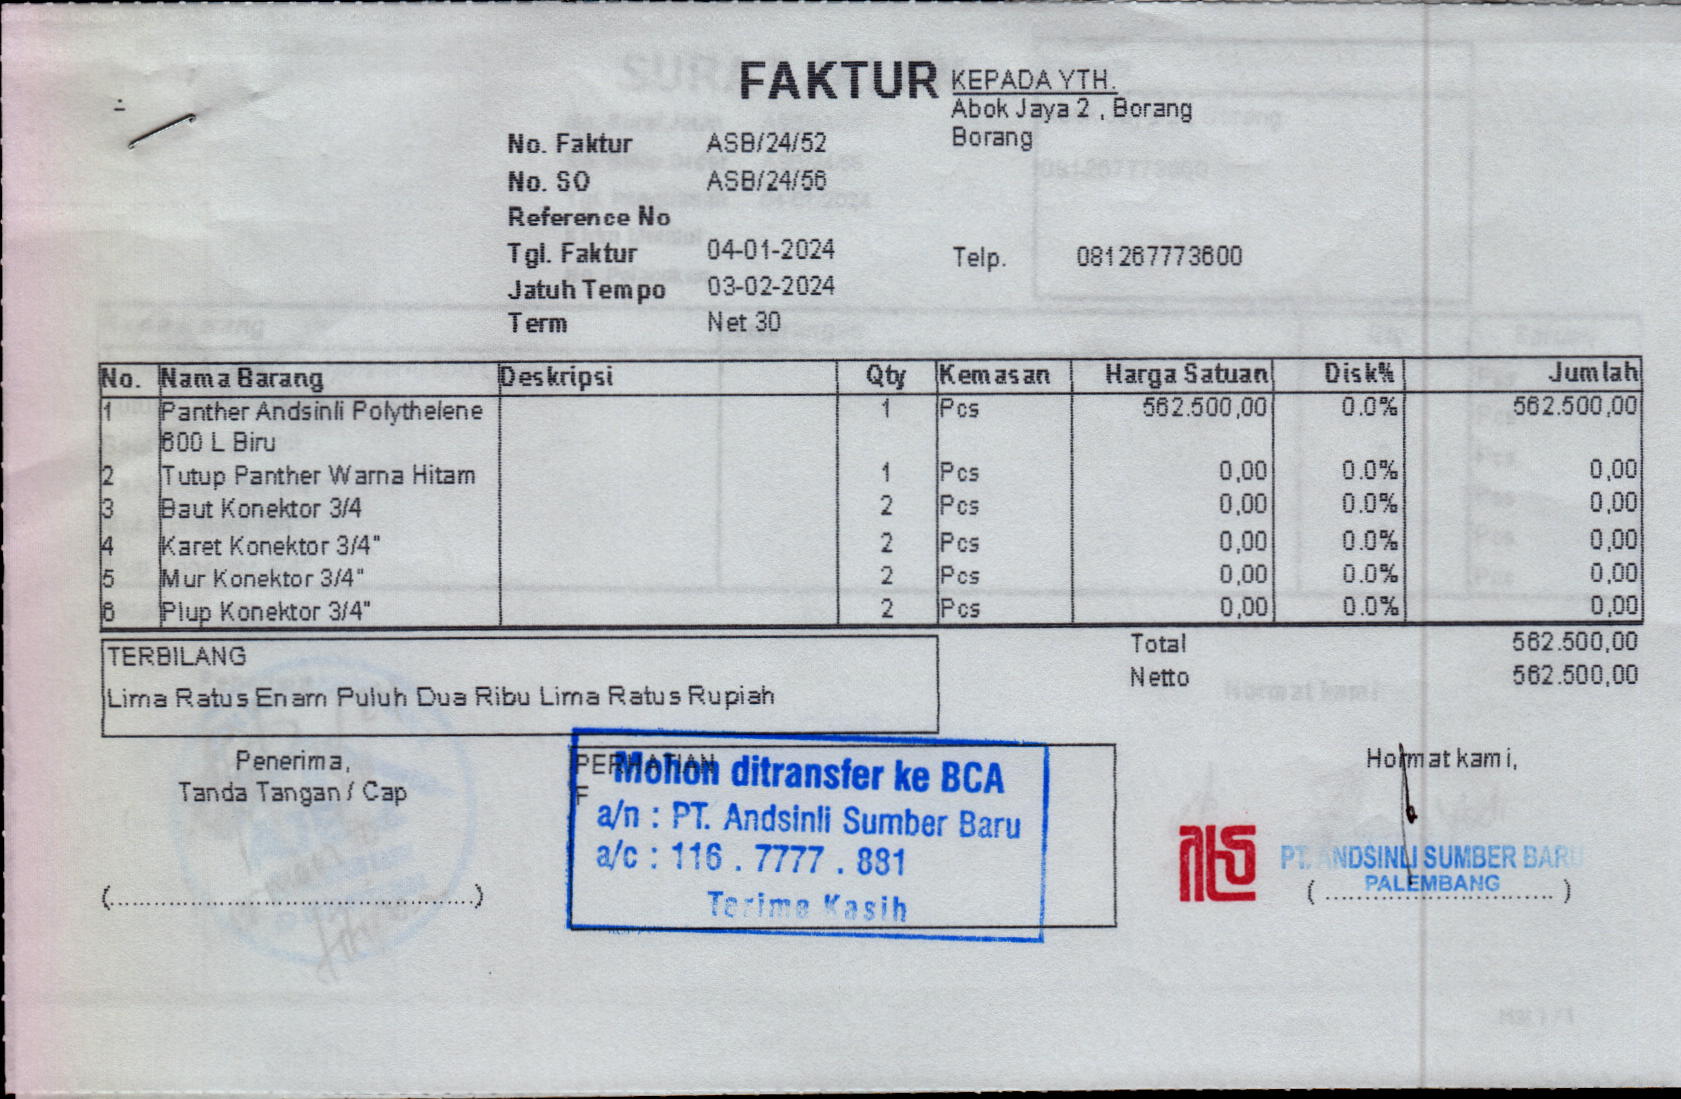 FAKTUR
KEPADA YTH.
Abok Jaya 2 , Borang
Borang
No. Faktur ASB/24/52
No. SO ASB/24/56
Reference No
Tgl. Faktur 04-01-2024
Telp. 081267773600
Jatuh Tempo 03-02-2024
Term Net 30
No. Nama Barang Deskripsi Qty Kemasan Harga Satuan Disk% Jumlah
1 Panther Andsinli Polythelene 1 Pcs 562.500,00 0.0% 562.500,00
600 L Biru
2 Tutup Panther Warna Hitam 1 Pcs 0,00 0.0% 0,00
3 Baut Konektor 3/4 2 Pcs 0,00 0.0% 0,00
4 Karet Konektor 3/4" 2 Pcs 0,00 0.0% 0,00
5 Mur Konektor 3/4" 2 Pcs 0,00 0.0% 0,00
6 Plup Konektor 3/4" 2 Pcs 0,00 0.0% 0,00
Total 562.500,00
Netto 562.500,00
TERBILANG
Lima Ratus Enam Puluh Dua Ribu Lima Ratus Rupiah
Penerima,
Tanda Tangan / Cap
(....................................................)
PERHATIAN
F
Mohon ditransfer ke BCA
a/n : PT. Andsinli Sumber Baru
a/c : 116 . 7777 . 881
Terima Kasih
Hormat kami,
PT. ANDSINLI SUMBER BARU
PALEMBANG
(................................)